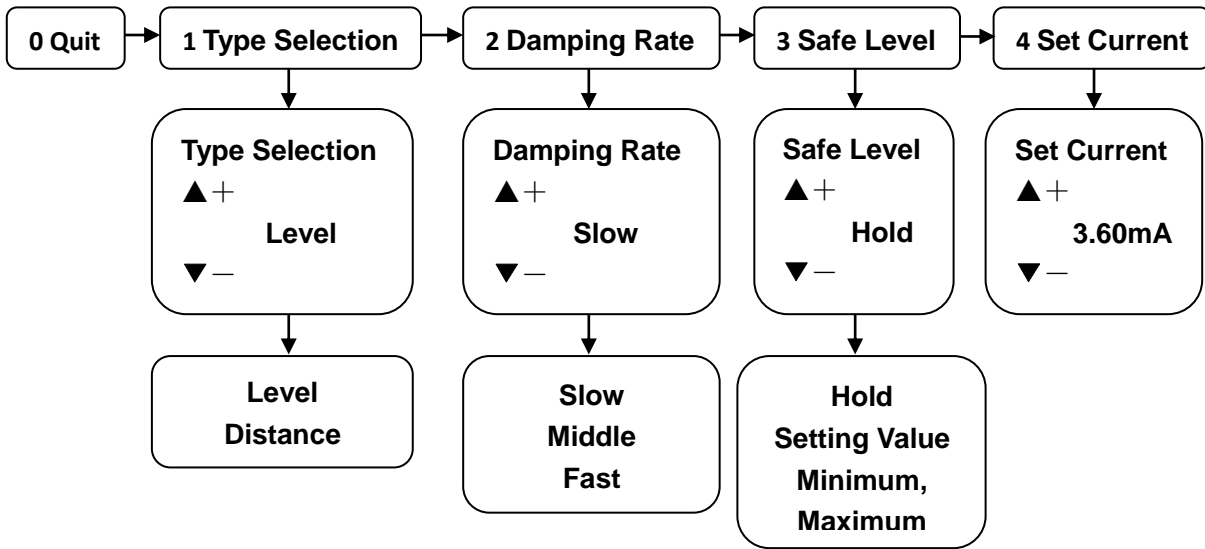 0 Quit
1 Type Selection
2 Damping Rate
3 Safe Level
4 Set Current
Type Selection
▲＋
Level
▼－
Damping Rate
▲＋
Slow
▼－
Safe Level
▲＋
Hold
▼－
Set Current
▲＋
3.60mA
▼－
Level
Distance
Slow
Middle
Fast
Hold
Setting Value
Minimum,
Maximum